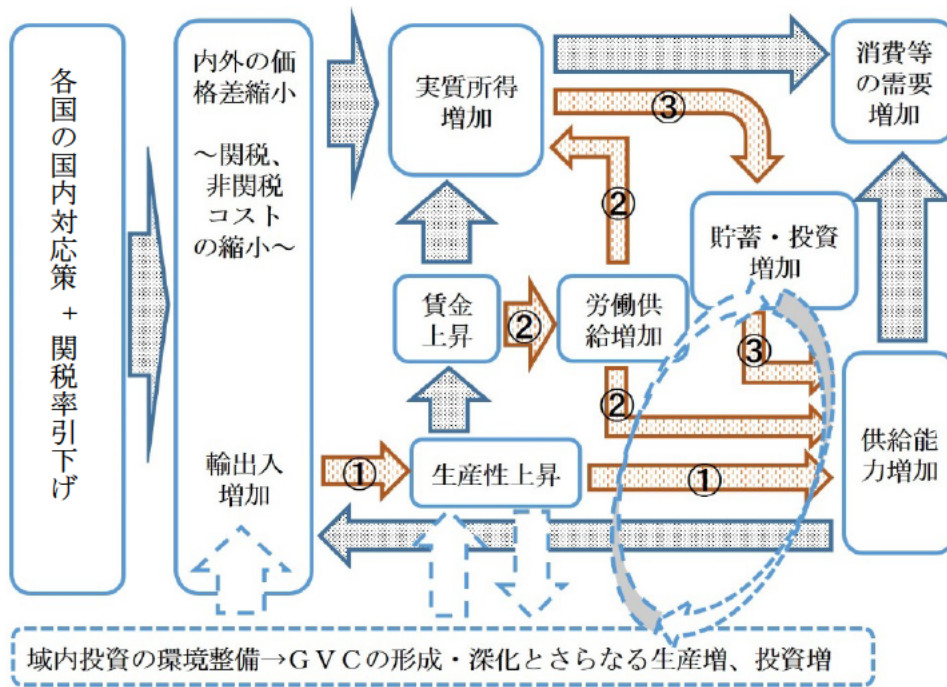 各国の国内対応策 + 関税率引下げ
内外の価
格差縮小
～関税、
非関税
コスト
の縮小～
輸出入
増加
実質所得
増加
消費等
の需要
増加
③
②
貯蓄・投資
増加
賃金
上昇
②
労働供
給増加
③
②
供給能
力増加
①
生産性上昇
①
域内投資の環境整備→ＧＶＣの形成・深化とさらなる生産増、投資増